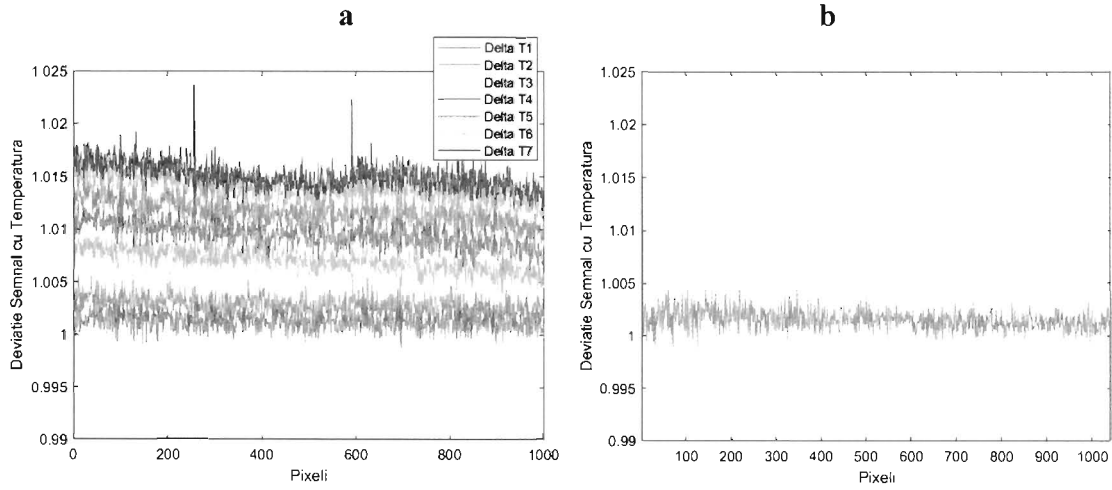 a
Delta T1
Delta T2
Delta T3
Delta T4
Delta T5
Delta T6
Delta T7
1.025
1.02
1.015
1.01
1.005
1
0.995
0.99
Deviatie Semnal cu Temperatura
0 200 400 600 800 1000
Pixeli
b
1.025
1.02
1.015
1.01
1.005
1
0.995
0.99
Deviatie Semnal cu Temperatura
100 200 300 400 500 600 700 800 900 1000
Pixeli